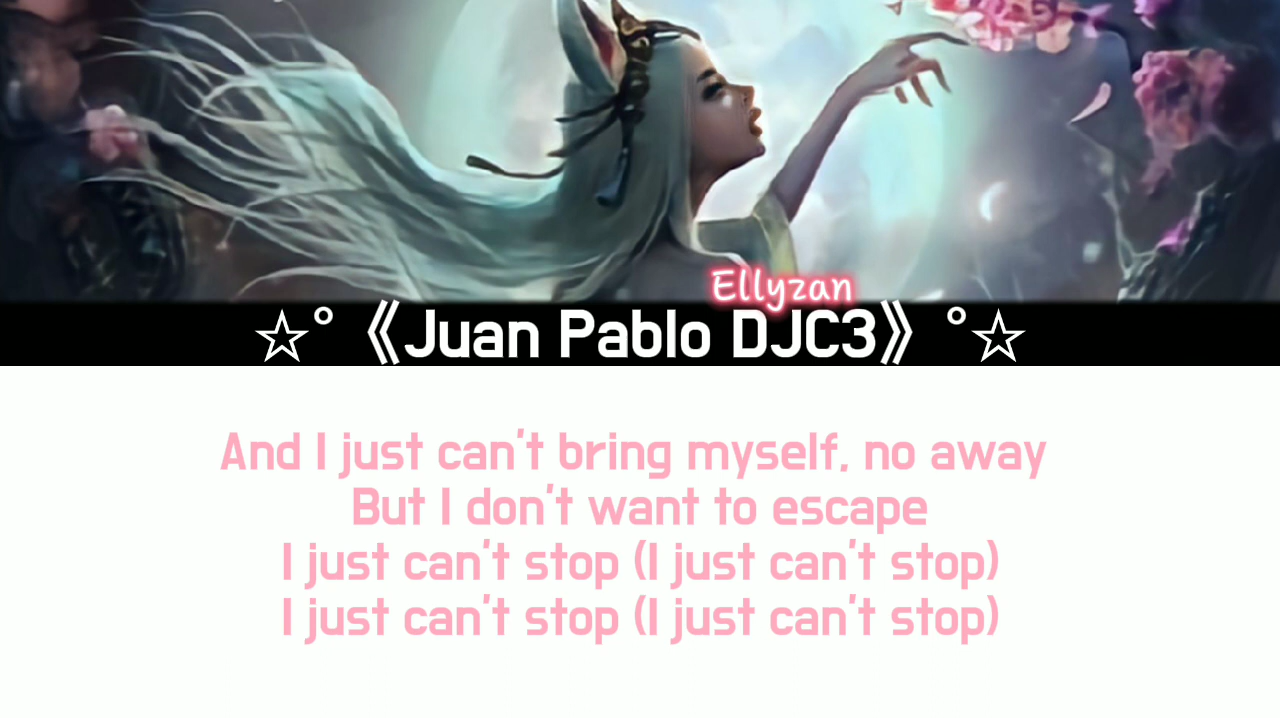 Ellyzan
☆°《Juan Pablo DJC3》°☆
And I just can't bring myself, no away
But I don't want to escape
I just can't stop (I just can't stop)
I just can't stop (I just can't stop)